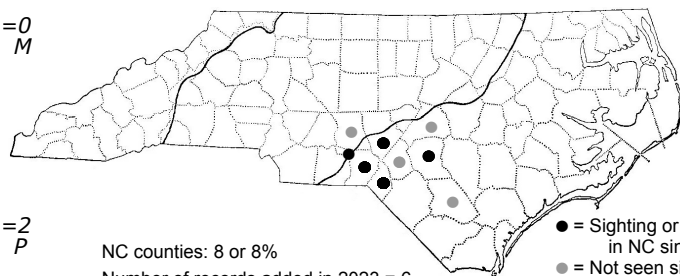 =0
M
=2
P
NC counties: 8 or 8%
● = Sighting or
in NC sin
● = Not seen si